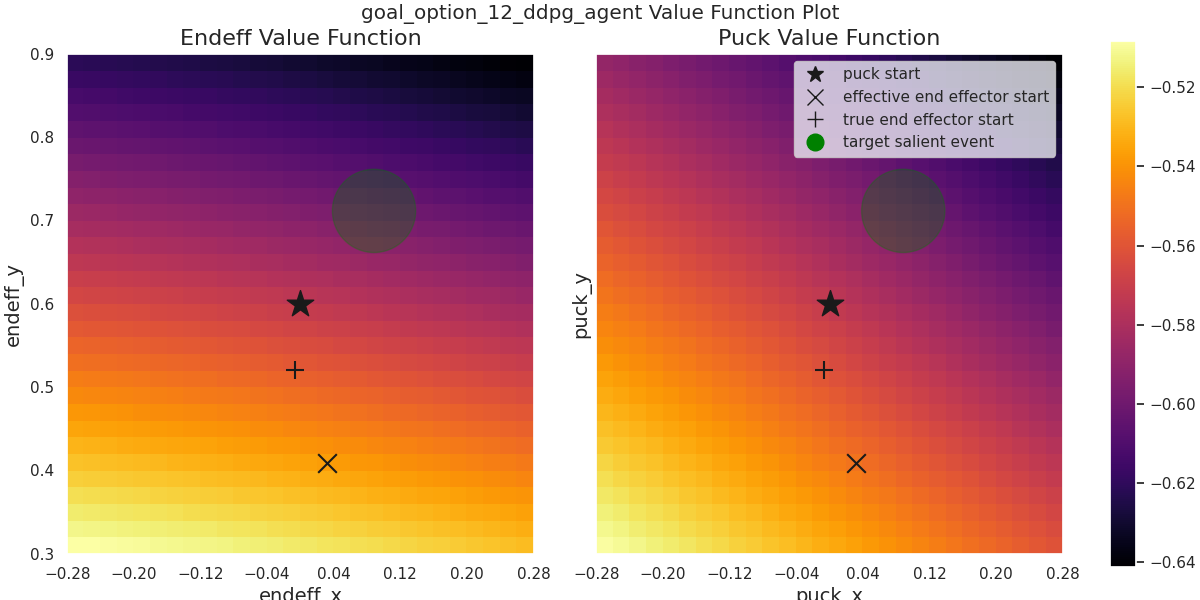 goal_option_12_ddpg_agent Value Function Plot
Endeff Value Function
Puck Value Function
endeff_y
0.9
0.8
0.7
0.6
0.5
0.4
0.3
−0.28 −0.20 −0.12 −0.04 0.04 0.12 0.20 0.28
endeff_x
puck_y
puck start
effective end effector start
true end effector start
target salient event
−0.28 −0.20 −0.12 −0.04 0.04 0.12 0.20 0.28
puck_x
−0.52
−0.54
−0.56
−0.58
−0.60
−0.62
−0.64